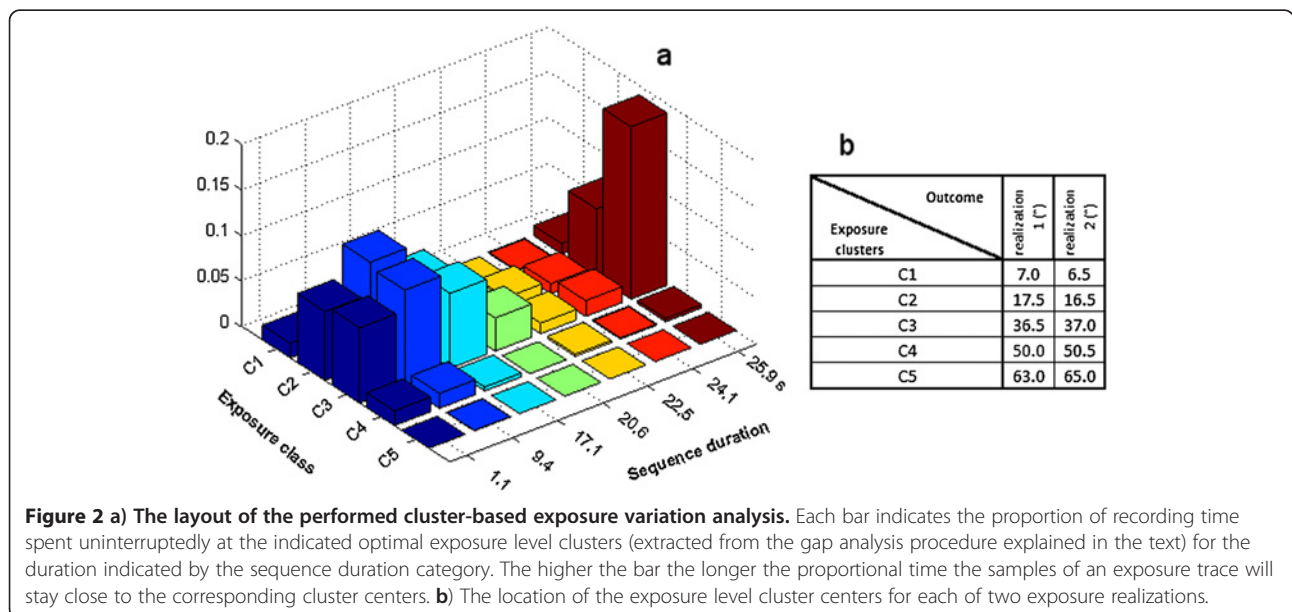 a
0.2
0.15
0.1
0.05
0
C1
C2
C3
C4
C5
Exposure class
1.1
9.4
17.1
20.6
22.5
24.1
25.9 s
Sequence duration
b
Outcome
Exposure
clusters
realization
1 (°)
realization
2 (°)
C1 7.0 6.5
C2 17.5 16.5
C3 36.5 37.0
C4 50.0 50.5
C5 63.0 65.0
Figure 2 a) The layout of the performed cluster-based exposure variation analysis. Each bar indicates the proportion of recording time
spent uninterruptedly at the indicated optimal exposure level clusters (extracted from the gap analysis procedure explained in the text) for the
duration indicated by the sequence duration category. The higher the bar the longer the proportional time the samples of an exposure trace will
stay close to the corresponding cluster centers. b) The location of the exposure level cluster centers for each of two exposure realizations.